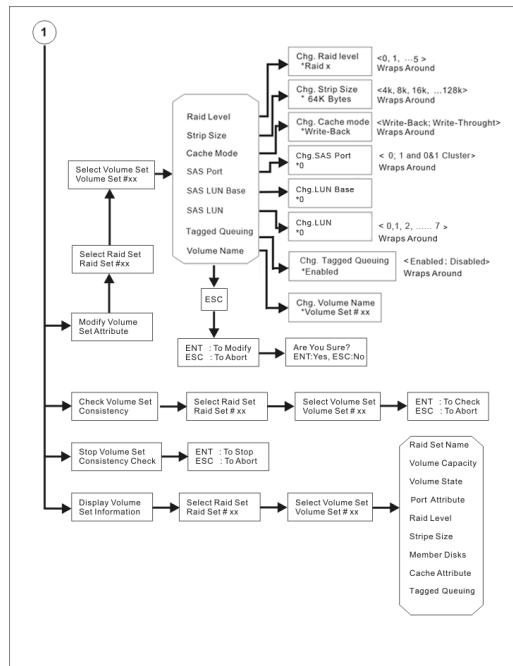 1
Chg. Raid level
*Raid x
<0, 1, ...5 >
Wraps Around
Chg. Strip Size
* 64K Bytes
<4k, 8k, 16k, ...128k>
Wraps Around
Chg. Cache mode
*Write-Back
<Write-Back; Write-Throught>
Wraps Around
Chg.SAS Port
*0
< 0; 1 and 0&1 Cluster>
Wraps Around
Chg.LUN Base
*0
Chg.LUN
*0
< 0,1, 2, ...... 7 >
Wraps Around
Chg. Tagged Queuing
*Enabled
<Enabled; Disabled>
Wraps Around
Chg. Volume Name
*Volume Set # xx
Raid Level
Strip Size
Cache Mode
SAS Port
SAS LUN Base
SAS LUN
Tagged Queuing
Volume Name
Select Volume Set
Volume Set #xx
Select Raid Set
Raid Set #xx
Modify Volume
Set Attribute
ESC
ENT : To Modify
ESC : To Abort
Are You Sure?
ENT:Yes, ESC:No
Check Volume Set
Consistency
Select Raid Set
Raid Set # xx
Select Volume Set
Volume Set # xx
ENT : To Check
ESC : To Abort
Stop Volume Set
Consistency Check
ENT : To Stop
ESC : To Abort
Display Volume
Set Information
Select Raid Set
Raid Set # xx
Select Volume Set
Volume Set # xx
Raid Set Name
Volume Capacity
Volume State
Port Attribute
Raid Level
Stripe Size
Member Disks
Cache Attribute
Tagged Queuing